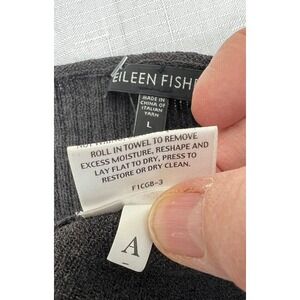 EILEEN FISHE
MADE IN
CHINA OF
ITALIAN
YARN
L
ROLL IN TOWEL TO REMOVE
EXCESS MOISTURE, RESHAPE AND
LAY FLAT TO DRY, PRESS TO
RESTORE OR DRY CLEAN.
F1CGB-3
A